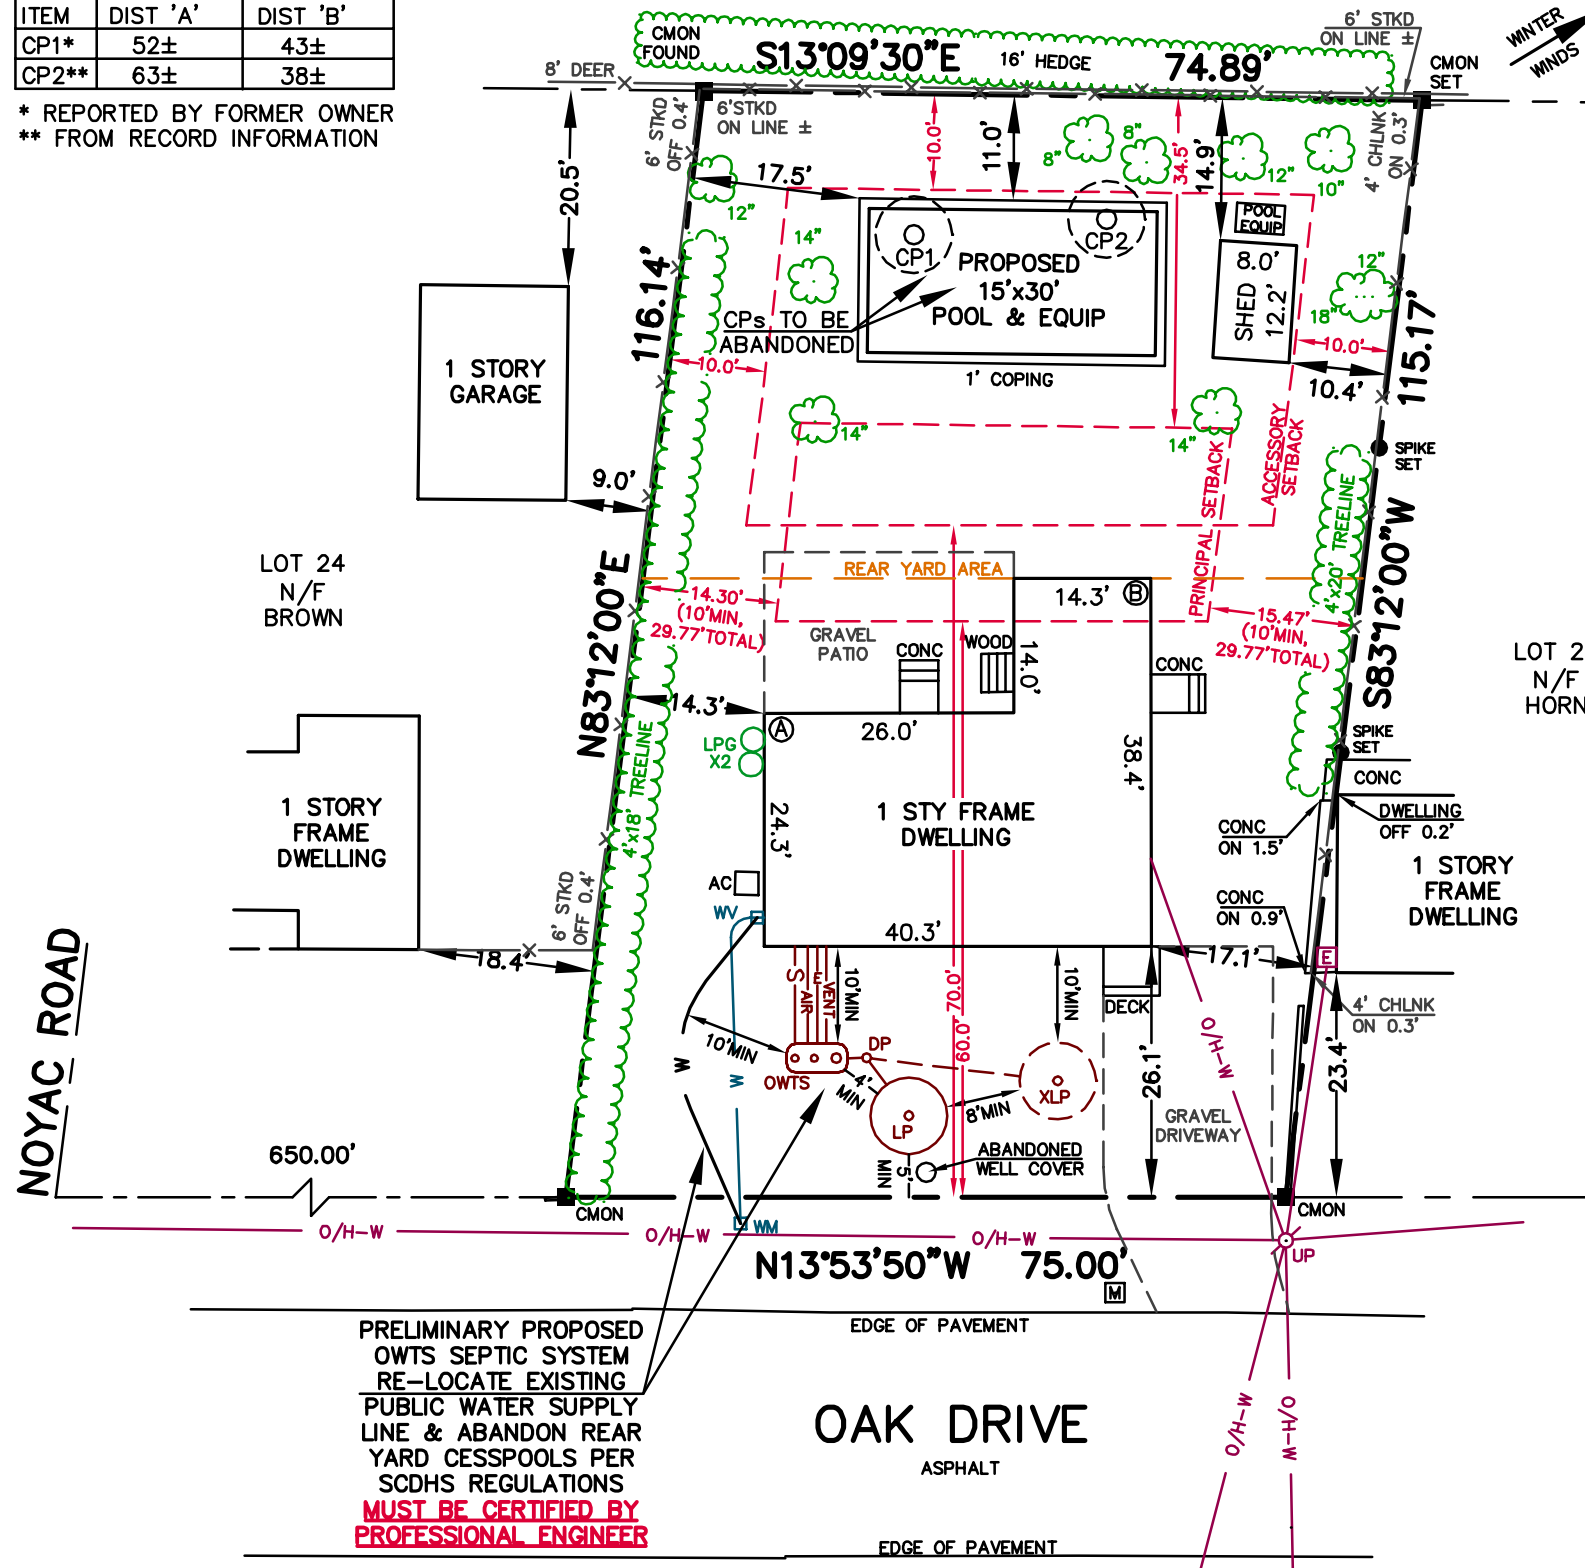 ITEM DIST 'A' DIST 'B'
CP1* 52± 43±
CP2** 63± 38±
* REPORTED BY FORMER OWNER
** FROM RECORD INFORMATION
CMON
FOUND
S13°09'30"E
16' HEDGE
74.89'
6' STKD
ON LINE ±
CMON
SET
WINTER
WINDS
8' DEER
6' STKD
OFF 0.4'
6'STKD
ON LINE ±
10.0'
11.0'
8"
8"
34.5'
14.9'
12"
10"
4' CHLNK
ON 0.3'
20.5'
17.5'
12"
14"
CP1
CP2
PROPOSED
15'x30'
POOL & EQUIP
POOL
EQUIP
SHED
8.0'
12.2'
12"
18"
CPs TO BE
ABANDONED
1' COPING
116.14'
10.0'
10.0'
10.4'
115.17'
1 STORY
GARAGE
14"
14"
9.0'
SPIKE
SET
ACCESSORY
SETBACK
PRINCIPAL SETBACK
4'x20' TREELINE
S83°12'00"W
LOT 24
N/F
BROWN
N83°12'00"E
REAR YARD AREA
14.30'
(10'MIN,
29.77'TOTAL)
14.3'
B
15.47'
(10'MIN,
29.77'TOTAL)
GRAVEL
PATIO
CONC
WOOD
14.0'
CONC
LOT 2
N/F
HORN
14.3'
A
26.0'
LPG
X2
38.4'
SPIKE
SET
CONC
4'x18' TREELINE
1 STORY
FRAME
DWELLING
24.3'
1 STY FRAME
DWELLING
CONC
ON 1.5'
DWELLING
OFF 0.2'
1 STORY
FRAME
DWELLING
AC
WV
CONC
ON 0.9'
6' STKD
OFF 0.4'
40.3'
18.4'
17.1'
E
NOYAC ROAD
S
AIR
E
VENT
10'MIN
70.0'
60.0'
10'MIN
DECK
4' CHLNK
ON 0.3'
10'MIN
W
W
OWTS
DP
4'
MIN
LP
8'MIN
XLP
26.1'
O/H-W
23.4'
GRAVEL
DRIVEWAY
ABANDONED
WELL COVER
5'
MIN
650.00'
CMON
CMON
O/H-W
O/H-W
WM
O/H-W
UP
N13°53'50"W
75.00'
M
EDGE OF PAVEMENT
PRELIMINARY PROPOSED
OWTS SEPTIC SYSTEM
RE-LOCATE EXISTING
PUBLIC WATER SUPPLY
LINE & ABANDON REAR
YARD CESSPOOLS PER
SCDHS REGULATIONS
MUST BE CERTIFIED BY
PROFESSIONAL ENGINEER
OAK DRIVE
ASPHALT
O/H-W
O/H-W
EDGE OF PAVEMENT